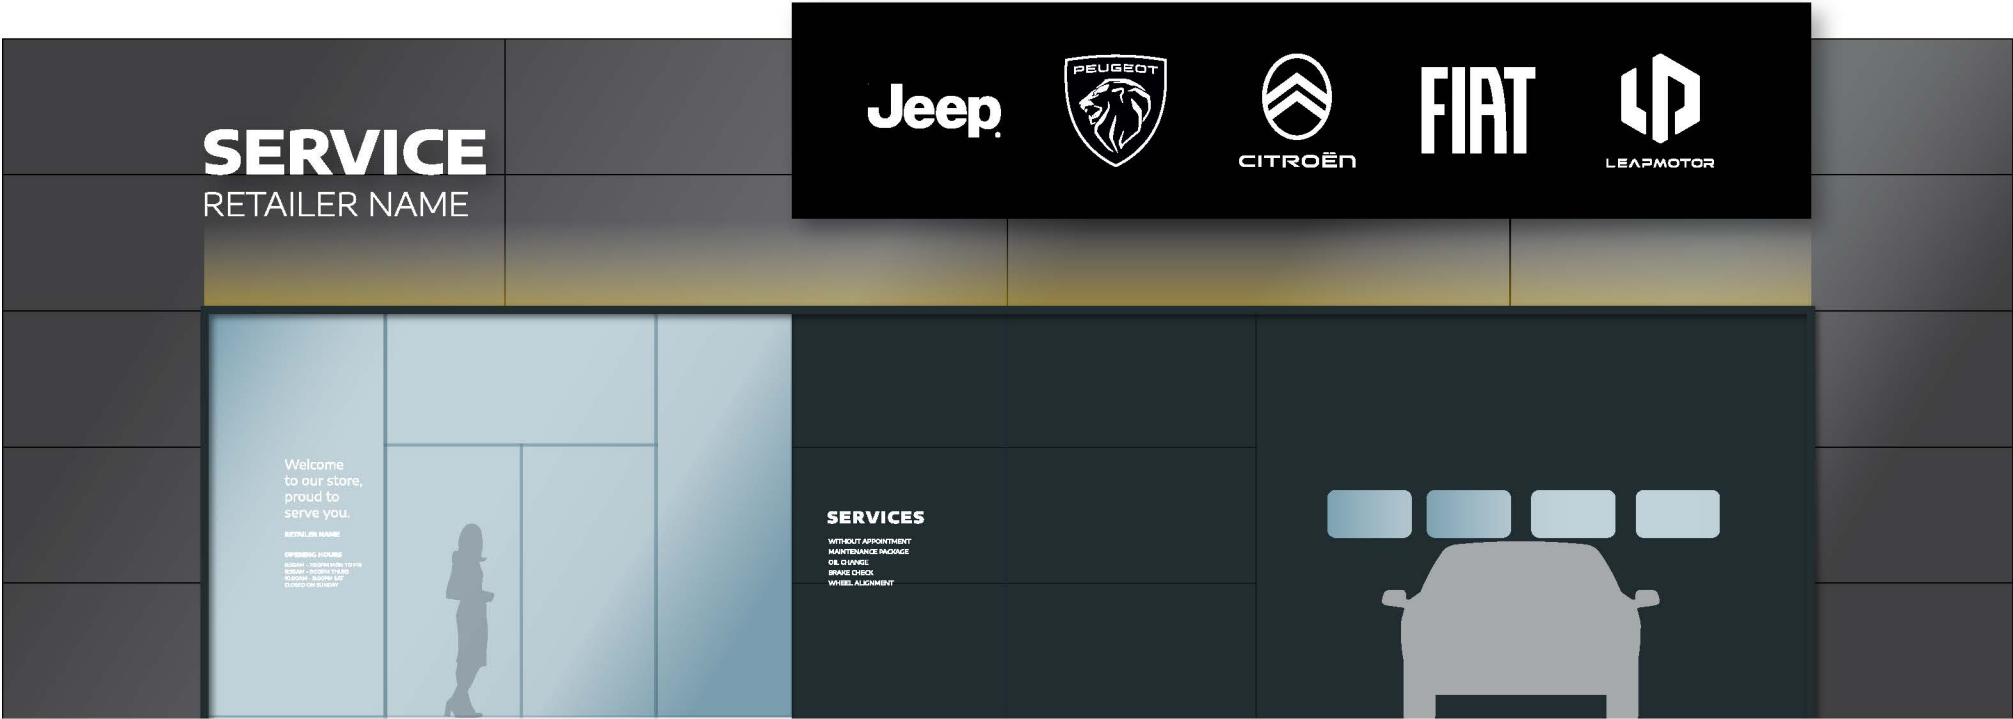 SERVICE
RETAILER NAME
Jeep
PEUGEOT
CITROËN
FIAT
LEAPMOTOR
Welcome
to our store,
proud to
serve you.
RETAILER NAME
OPENING HOURS
CLOSED ON SUNDAY
SERVICES
WITHOUT APPOINTMENT
MAINTENANCE PACKAGE
OIL CHANGE
BRAKE CHECK
WHEEL ALIGNMENT